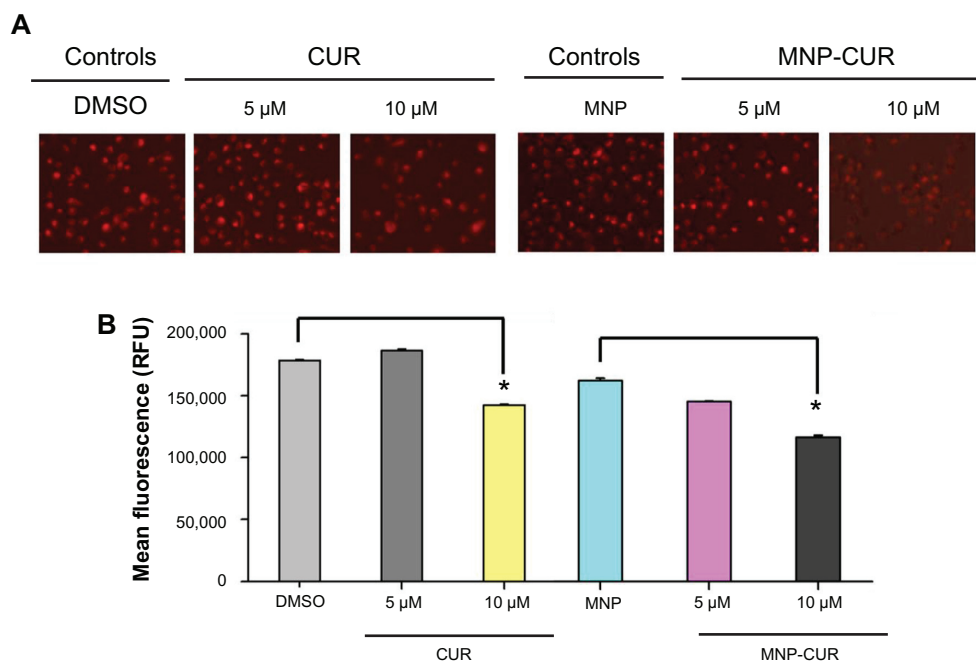 A
Controls CUR Controls MNP-CUR
DMSO 5 µM 10 µM MNP 5 µM 10 µM
B
Mean fluorescence (RFU)
200,000
150,000
100,000
50,000
0
* *
DMSO 5 µM 10 µM MNP 5 µM 10 µM
CUR MNP-CUR